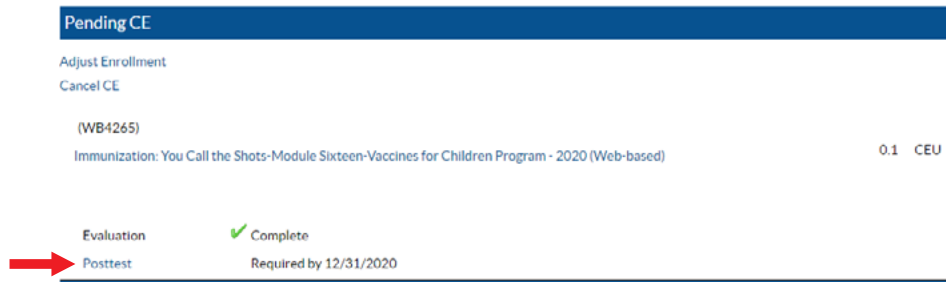 Pending CE
Adjust Enrollment
Cancel CE
(WB4265)
Immunization: You Call the Shots-Module Sixteen-Vaccines for Children Program - 2020 (Web-based) 0.1 CEU
Evaluation Complete
Posttest Required by 12/31/2020